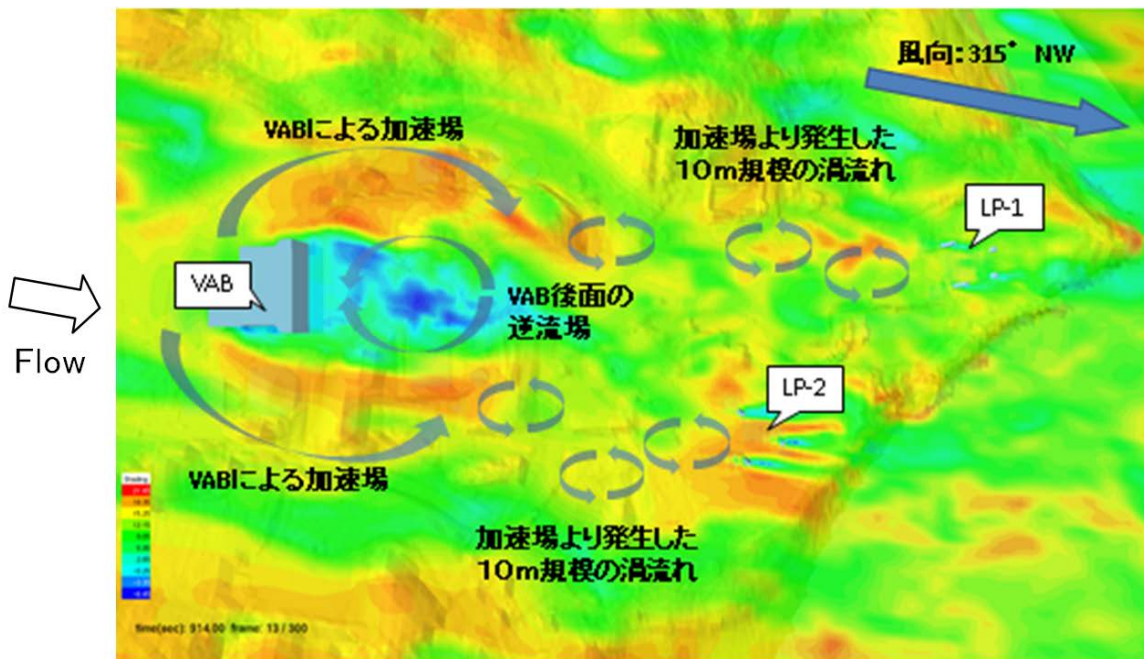 風向:315° NW
VABによる加速場
加速場より発生した
10m規模の渦流れ
LP-1
VAB
VAB後面の
逆流場
Flow
LP-2
VABによる加速場
加速場より発生した
10m規模の渦流れ
time(sec): 914.00 frame: 13 / 300